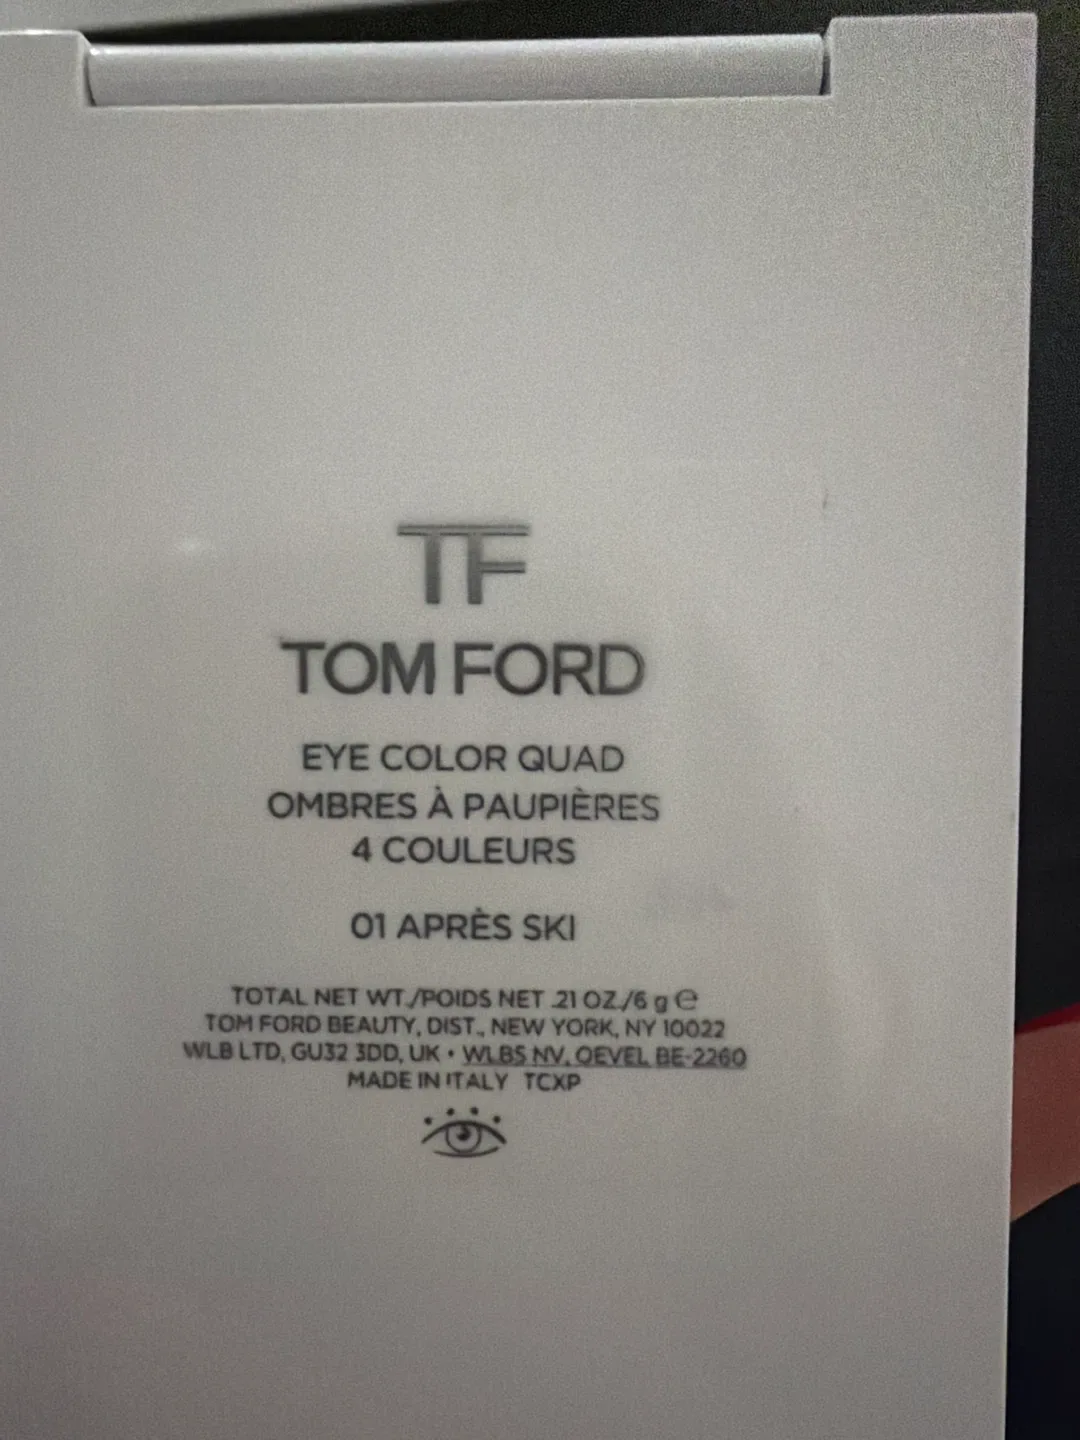 TF
TOM FORD
EYE COLOR QUAD
OMBRES À PAUPIÈRES
4 COULEURS
01 APRÈS SKI
TOTAL NET WT./POIDS NET .21 OZ./6 g ℮
TOM FORD BEAUTY, DIST., NEW YORK, NY 10022
WLB LTD, GU32 3DD, UK • WLBS NV, OEVEL BE-2260
MADE IN ITALY TCXP